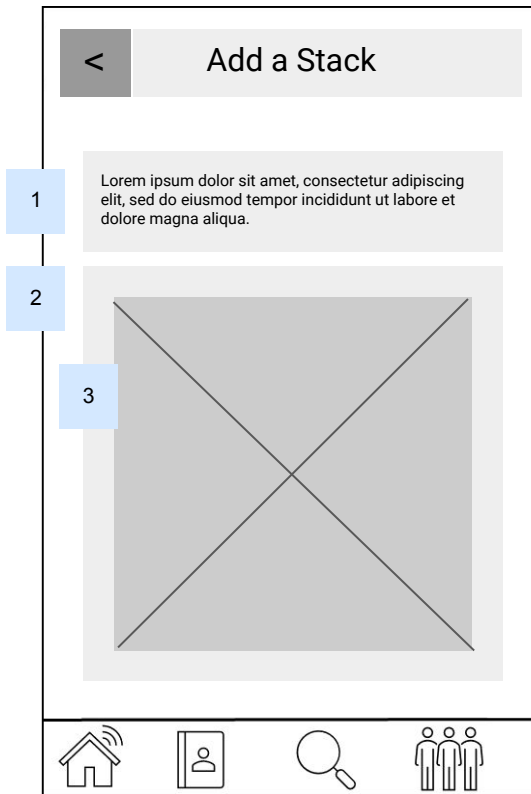 < Add a Stack
1
Lorem ipsum dolor sit amet, consectetur adipiscing
elit, sed do eiusmod tempor incididunt ut labore et
dolore magna aliqua.
2
3